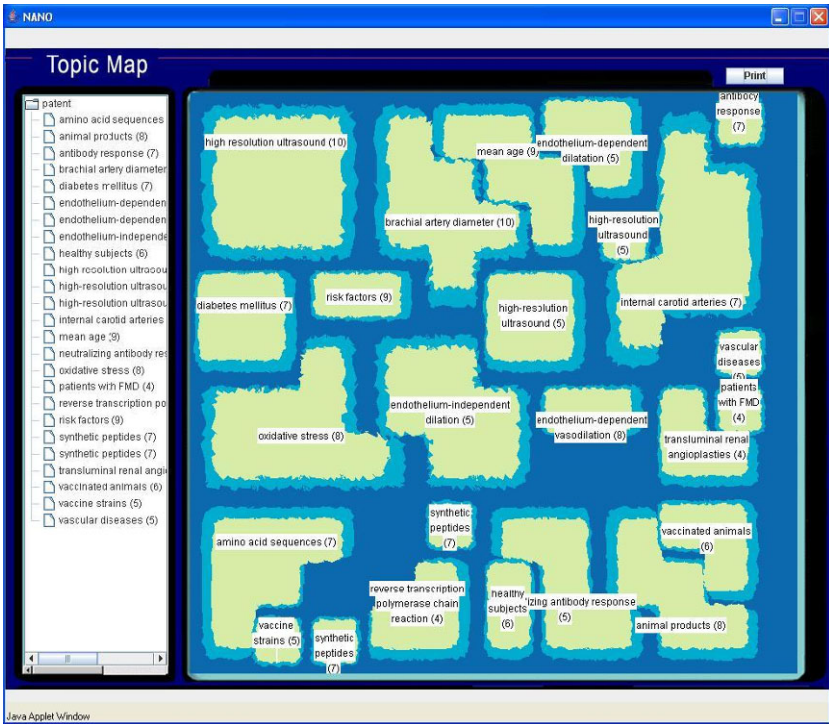 NANO
Topic Map
Print
patent
amino acid sequences
animal products (8)
antibody response (7)
brachial artery diameter
diabetes mellitus (7)
endothelium-dependen
endothelium-dependen
endothelium-independe
healthy subjects (6)
high resolution ultrasou
high-resolution ultrasou
high-resolution ultrasou
internal carotid arteries
mean age (9)
neutralizing antibody res
oxidative stress (8)
patients with FMD (4)
reverse transcription po
risk factors (9)
synthetic peptides (7)
synthetic peptides (7)
transluminal renal angi
vaccinated animals (6)
vaccine strains (5)
vascular diseases (5)
antibody
response
(7)
high resolution ultrasound (10)
mean age (9)
endothelium-dependent
dilatation (5)
brachial artery diameter (10)
high-resolution
ultrasound
(5)
diabetes mellitus (7)
risk factors (9)
high-resolution
ultrasound (5)
internal carotid arteries (7)
vascular
diseases
(5)
patients
with FMD
(4)
oxidative stress (8)
endothelium-independent
dilation (5)
endothelium-dependent
vasodilation (8)
transluminal renal
angioplasties (4)
amino acid sequences (7)
synthetic
peptides
(7)
vaccinated animals
(6)
reverse transcription
polymerase chain
reaction (4)
healthy
subjects
(6)
lizing antibody response
(5)
animal products (8)
vaccine
strains (5)
synthetic
peptides
(7)
Java Applet Window